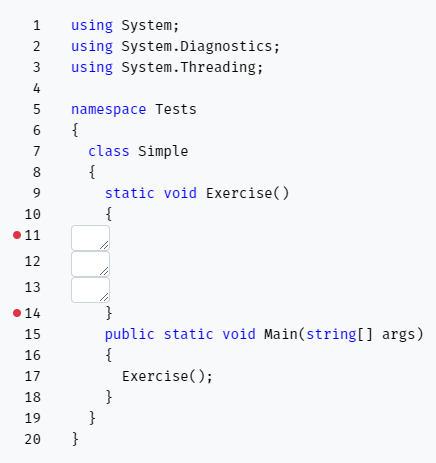 1 using System;
2 using System.Diagnostics;
3 using System.Threading;
4
5 namespace Tests
6 {
7 class Simple
8 {
9 static void Exercise()
10 {
11
12
13
14 }
15 public static void Main(string[] args)
16 {
17 Exercise();
18 }
19 }
20 }